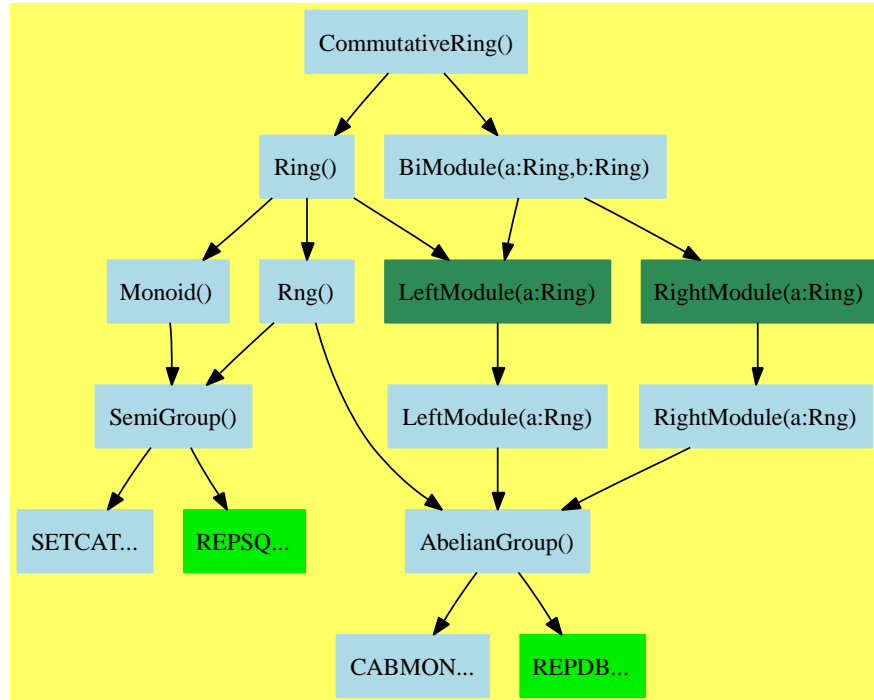 CommutativeRing()
Ring()
BiModule(a:Ring,b:Ring)
Monoid()
Rng()
LeftModule(a:Ring)
RightModule(a:Ring)
SemiGroup()
LeftModule(a:Rng)
RightModule(a:Rng)
SETCAT...
REPSQ...
AbelianGroup()
CABMON...
REPDB...